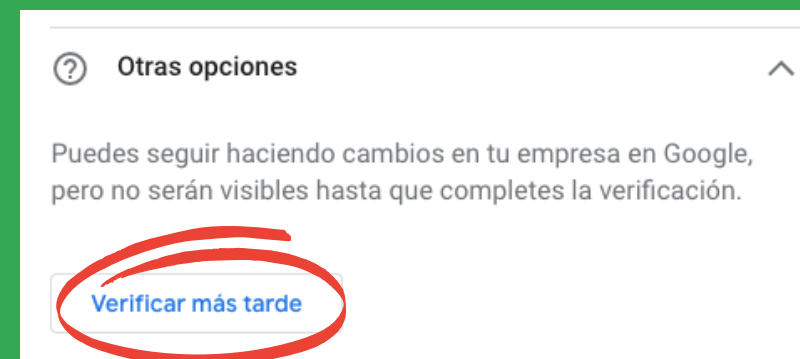 Otras opciones
Puedes seguir haciendo cambios en tu empresa en Google,
pero no serán visibles hasta que completes la verificación.
Verificar más tarde